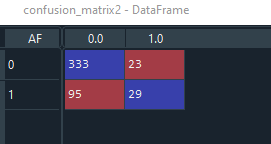 confusion_matrix2 - DataFrame
AF 0.0 1.0
0 333 23
1 95 29